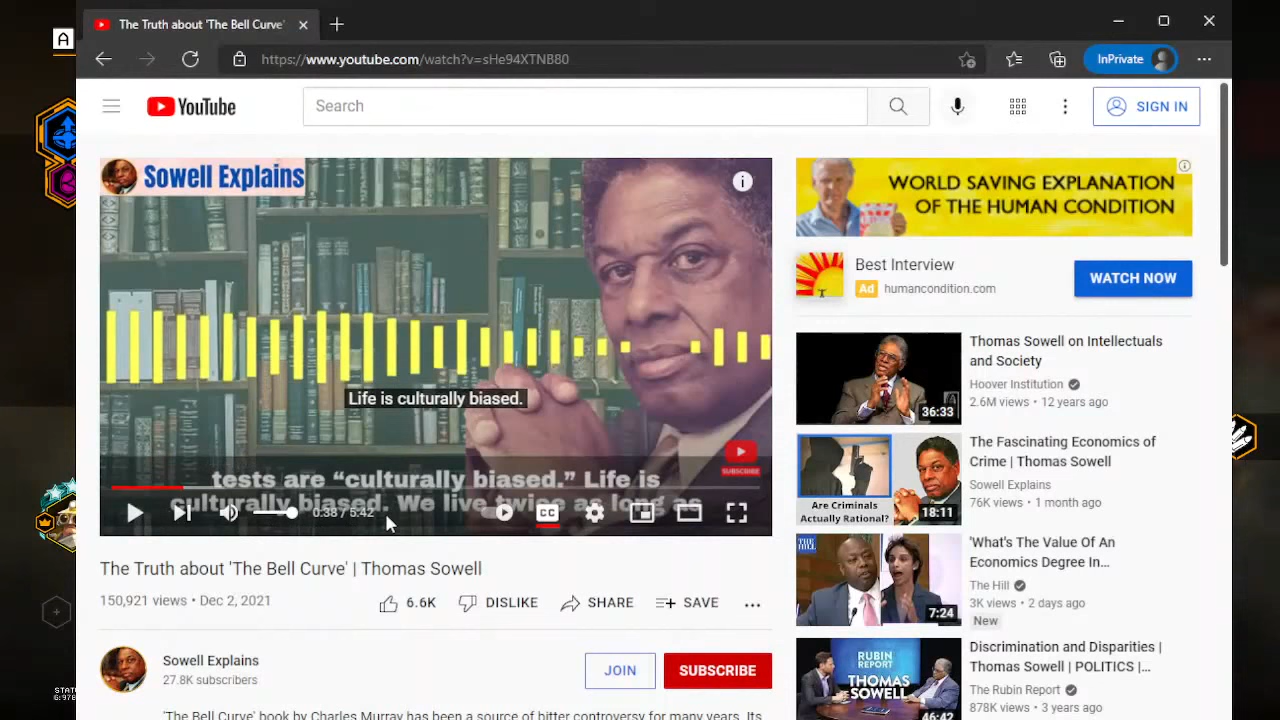 The Truth about 'The Bell Curve'
A
https://www.youtube.com/watch?v=sHe94XTNB80
InPrivate
YouTube
Search
SIGN IN
Sowell Explains
Life is culturally biased.
tests are “culturally biased.” Life is
culturally biased. We live twice as long as
SUBSCRIBE
0:38 / 5:42
CC
The Truth about 'The Bell Curve' | Thomas Sowell
150,921 views • Dec 2, 2021
6.6K
DISLIKE
SHARE
SAVE
Sowell Explains
27.8K subscribers
JOIN
SUBSCRIBE
'The Bell Curve' book by Charles Murray has been a source of bitter controversy for many years. Its
WORLD SAVING EXPLANATION
OF THE HUMAN CONDITION
Best Interview
Ad humancondition.com
WATCH NOW
36:33
Thomas Sowell on Intellectuals
and Society
Hoover Institution
2.6M views • 12 years ago
Are Criminals
Actually Rational?
18:11
The Fascinating Economics of
Crime | Thomas Sowell
Sowell Explains
76K views • 1 month ago
THE HILL
7:24
'What's The Value Of An
Economics Degree In...
The Hill
3K views • 2 days ago
New
RUBIN
REPORT
THOMAS
SOWELL
46:42
Discrimination and Disparities |
Thomas Sowell | POLITICS |...
The Rubin Report
878K views • 3 years ago